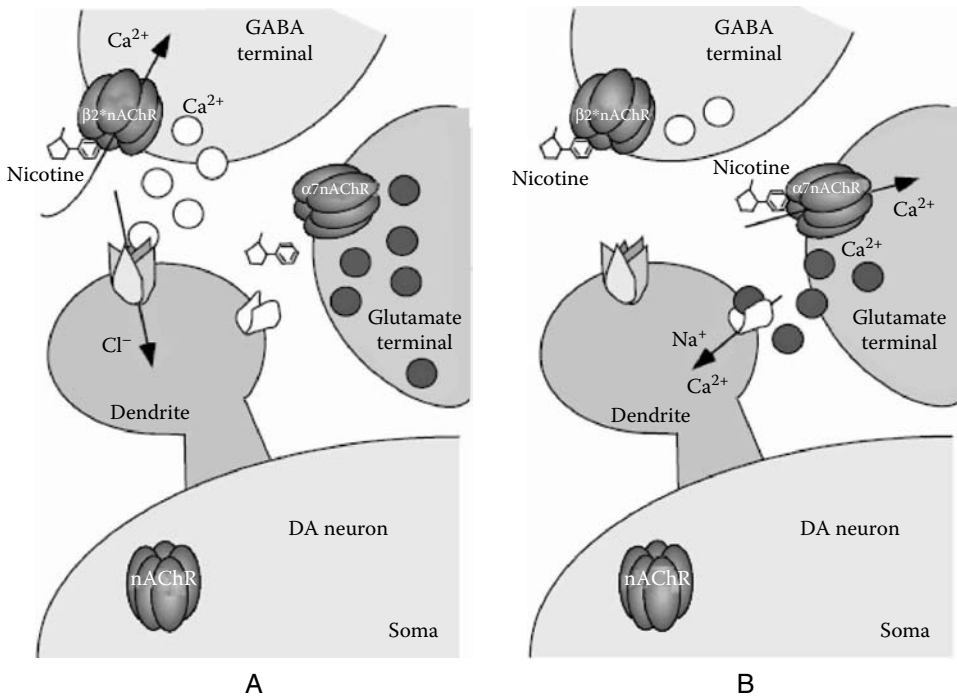 GABA
terminal
Ca²⁺
Ca²⁺
β2*nAChR
Nicotine
α7nAChR
Glutamate
terminal
Cl⁻
Dendrite
DA neuron
nAChR
Soma
A
GABA
terminal
β2*nAChR
Nicotine
Nicotine
α7nAChR
Ca²⁺
Ca²⁺
Glutamate
terminal
Na⁺
Ca²⁺
Dendrite
DA neuron
nAChR
Soma
B